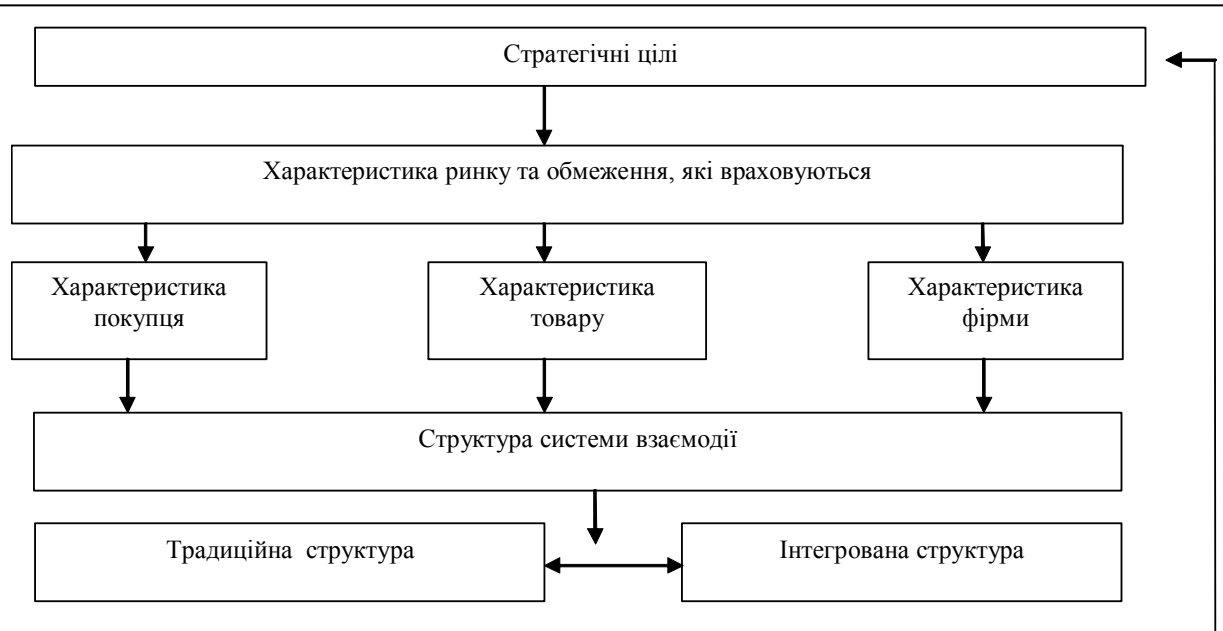 Стратегічні цілі
Характеристика ринку та обмеження, які враховуються
Характеристика
покупця
Характеристика
товару
Характеристика
фірми
Структура системи взаємодії
Традиційна структура
Інтегрована структура